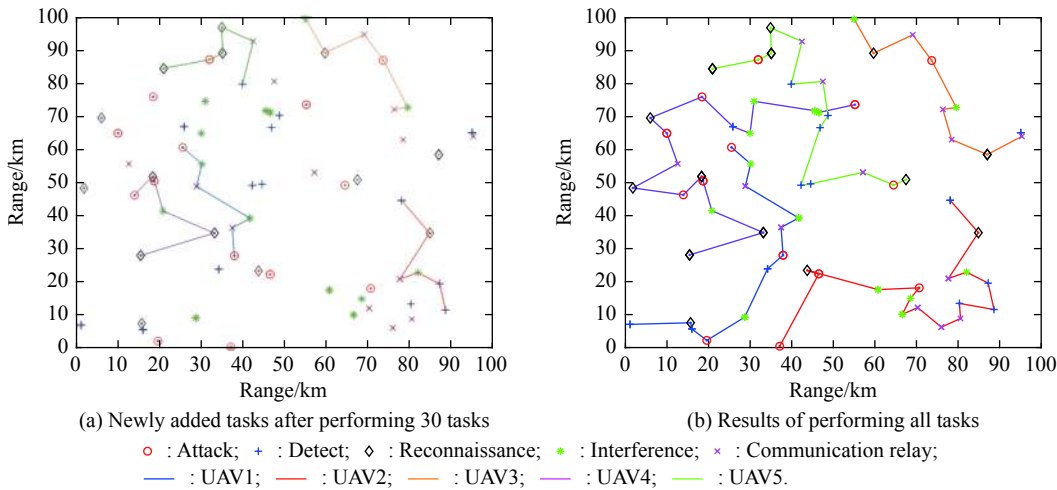 100
90
80
70
60
50
40
30
20
10
0
Range/km
0 10 20 30 40 50 60 70 80 90 100
Range/km
(a) Newly added tasks after performing 30 tasks
100
90
80
70
60
50
40
30
20
10
0
Range/km
0 10 20 30 40 50 60 70 80 90 100
Range/km
(b) Results of performing all tasks
: Attack; : Detect; : Reconnaissance; : Interference; : Communication relay;
: UAV1; : UAV2; : UAV3; : UAV4; : UAV5.